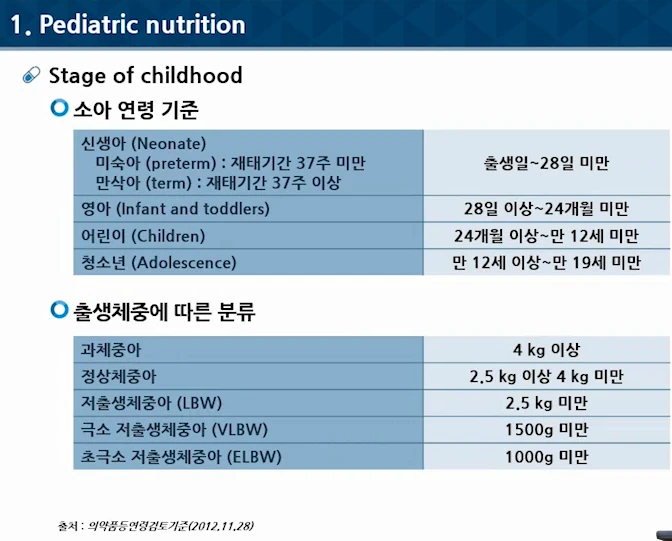 1. Pediatric nutrition
Stage of childhood
소아 연령 기준
신생아 (Neonate)
미숙아 (preterm) : 재태기간 37주 미만
만삭아 (term) : 재태기간 37주 이상
출생일~28일 미만
영아 (Infant and toddlers) 28일 이상~24개월 미만
어린이 (Children) 24개월 이상~만 12세 미만
청소년 (Adolescence) 만 12세 이상~만 19세 미만
출생체중에 따른 분류
과체중아 4 kg 이상
정상체중아 2.5 kg 이상 4 kg 미만
저출생체중아 (LBW) 2.5 kg 미만
극소 저출생체중아 (VLBW) 1500g 미만
초극소 저출생체중아 (ELBW) 1000g 미만
출처 : 의약품등연령검토기준(2012.11.28)